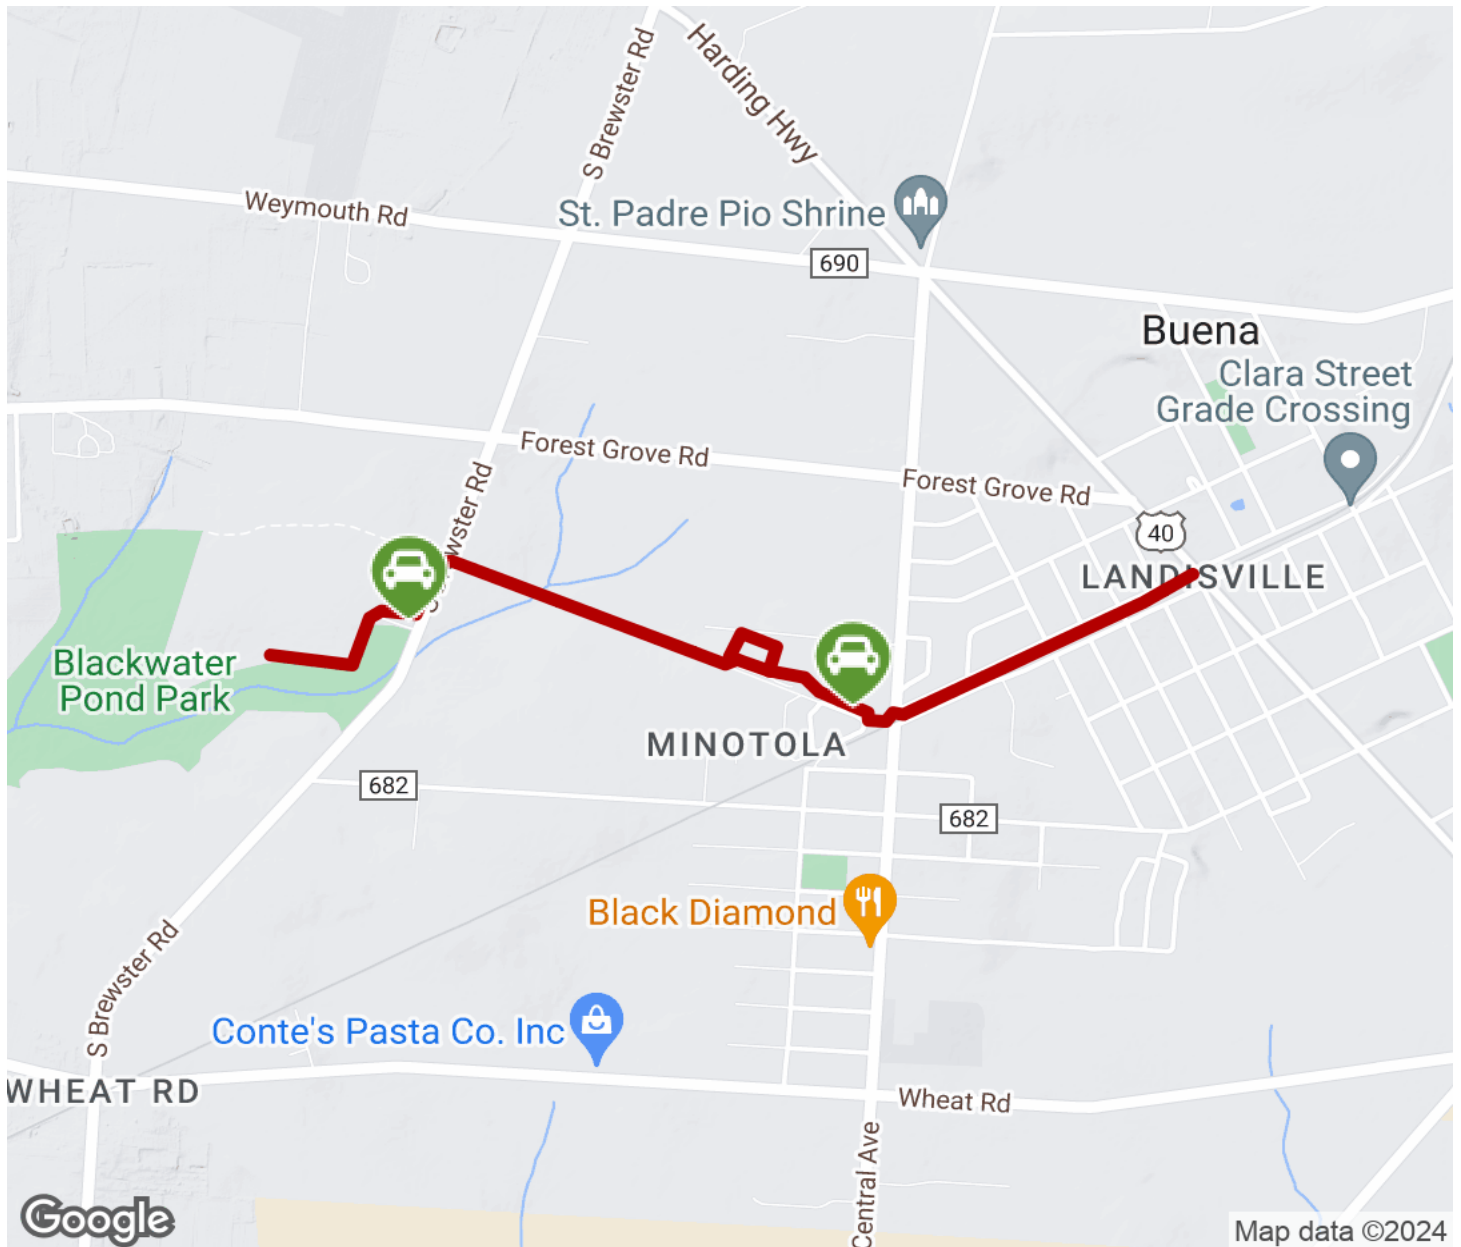 Harding Hwy
S Brewster Rd
Weymouth Rd
St. Padre Pio Shrine
690
Buena
Clara Street
Grade Crossing
Forest Grove Rd
Forest Grove Rd
40
LANDISVILLE
Blackwater
Pond Park
MINOTOLA
682
682
Black Diamond
S Brewster Rd
Conte's Pasta Co. Inc
WHEAT RD
Wheat Rd
Central Ave
Google
Map data ©2024